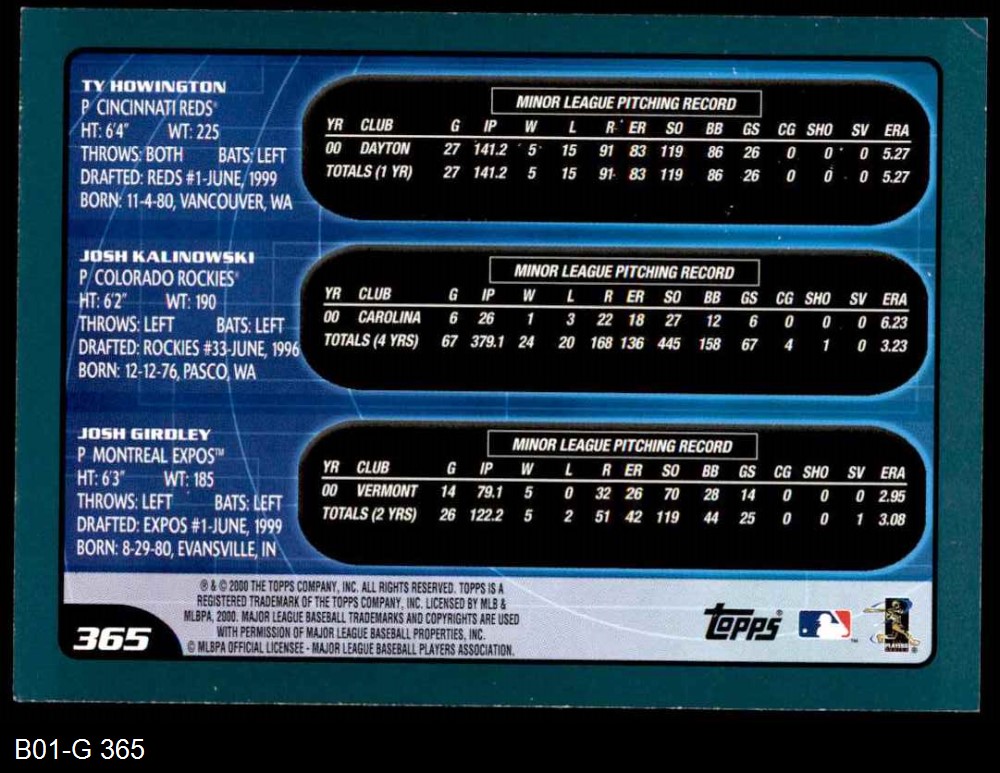 TY HOWINGTON
P CINCINNATI REDS®
HT: 6'4" WT: 225
THROWS: BOTH BATS: LEFT
DRAFTED: REDS #1-JUNE, 1999
BORN: 11-4-80, VANCOUVER, WA
MINOR LEAGUE PITCHING RECORD
YR CLUB G IP W L R ER SO BB GS CG SHO SV ERA
00 DAYTON 27 141.2 5 15 91 83 119 86 26 0 0 0 5.27
TOTALS (1 YR) 27 141.2 5 15 91 83 119 86 26 0 0 0 5.27
JOSH KALINOWSKI
P COLORADO ROCKIES®
HT: 6'2" WT: 190
THROWS: LEFT BATS: LEFT
DRAFTED: ROCKIES #33-JUNE, 1996
BORN: 12-12-76, PASCO, WA
MINOR LEAGUE PITCHING RECORD
YR CLUB G IP W L R ER SO BB GS CG SHO SV ERA
00 CAROLINA 6 26 1 3 22 18 27 12 6 0 0 0 6.23
TOTALS (4 YRS) 67 379.1 24 20 168 136 445 158 67 4 1 0 3.23
JOSH GIRDLEY
P MONTREAL EXPOS™
HT: 6'3" WT: 185
THROWS: LEFT BATS: LEFT
DRAFTED: EXPOS #1-JUNE, 1999
BORN: 8-29-80, EVANSVILLE, IN
MINOR LEAGUE PITCHING RECORD
YR CLUB G IP W L R ER SO BB GS CG SHO SV ERA
00 VERMONT 14 79.1 5 0 32 26 70 28 14 0 0 0 2.95
TOTALS (2 YRS) 26 122.2 5 2 51 42 119 44 25 0 0 1 3.08
® & © 2000 THE TOPPS COMPANY, INC. ALL RIGHTS RESERVED. TOPPS IS A
REGISTERED TRADEMARK OF THE TOPPS COMPANY, INC. LICENSED BY MLB &
MLBPA, 2000. MAJOR LEAGUE BASEBALL TRADEMARKS AND COPYRIGHTS ARE USED
WITH PERMISSION OF MAJOR LEAGUE BASEBALL PROPERTIES, INC.
© MLBPA OFFICIAL LICENSEE - MAJOR LEAGUE BASEBALL PLAYERS ASSOCIATION.
365
Topps®
PLAYERS
B01-G 365